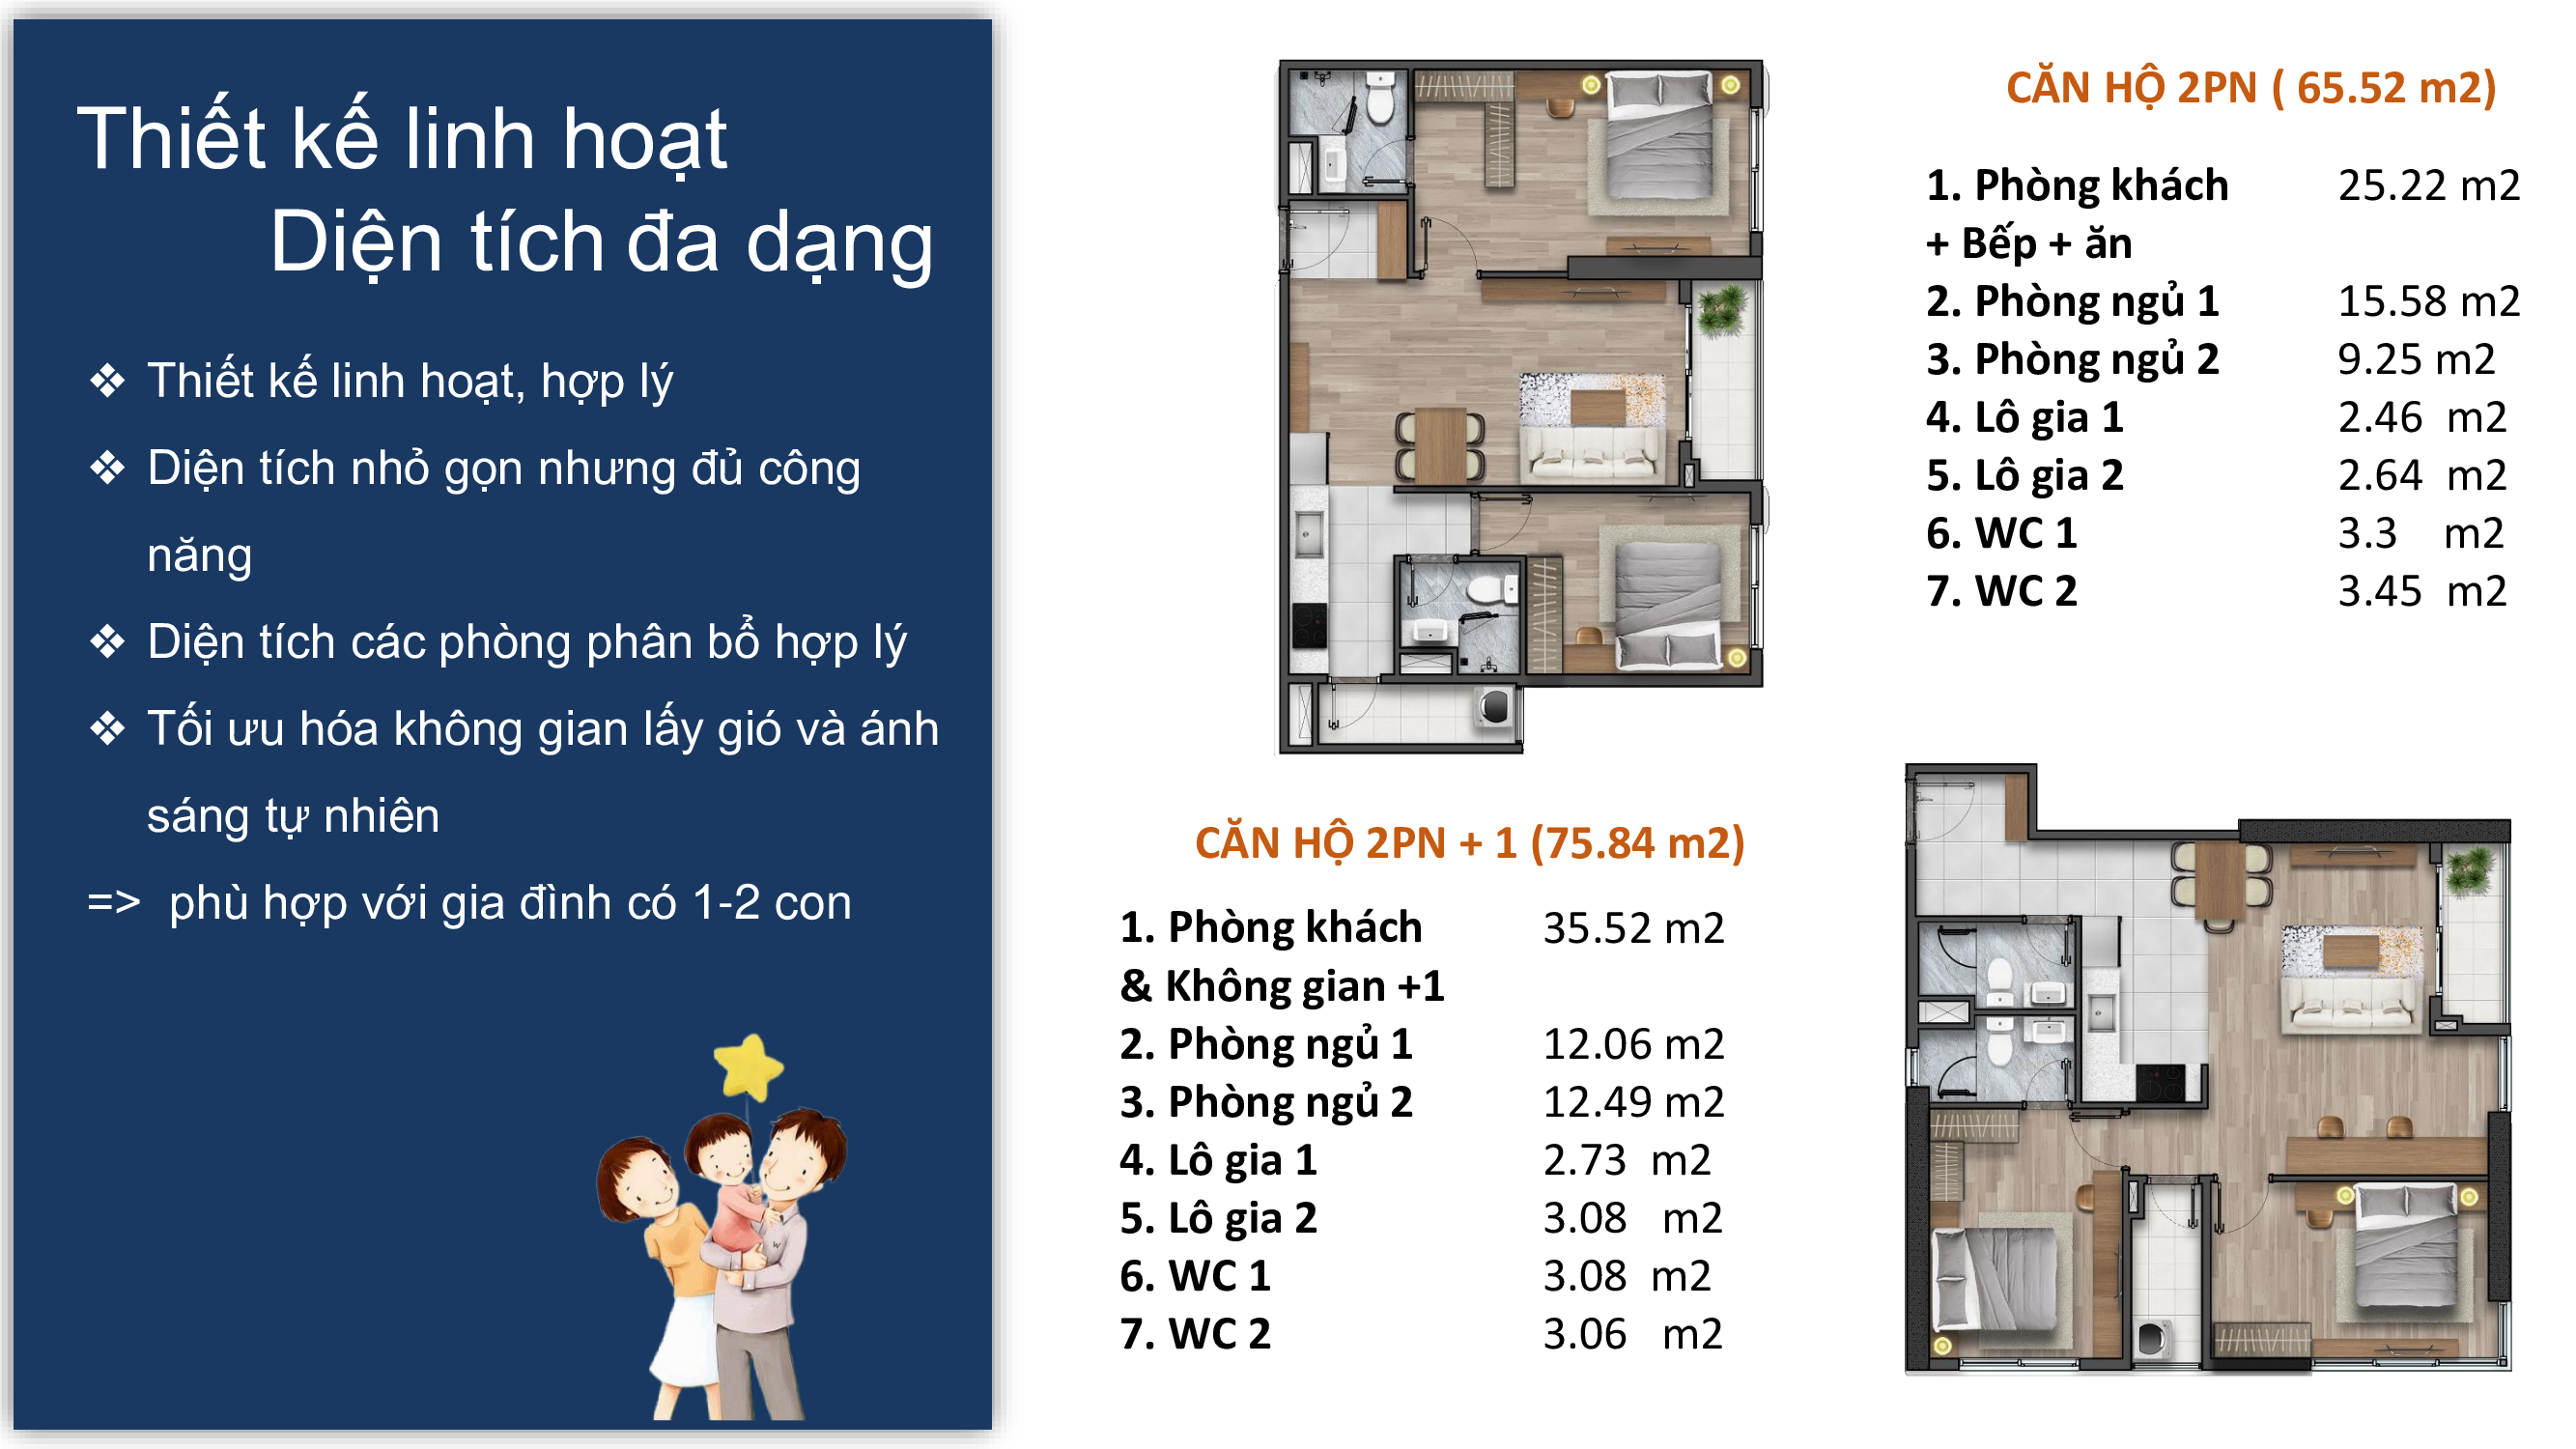 Thiết kế linh hoạt
Diện tích đa dạng
❖ Thiết kế linh hoạt, hợp lý
❖ Diện tích nhỏ gọn nhưng đủ công
năng
❖ Diện tích các phòng phân bổ hợp lý
❖ Tối ưu hóa không gian lấy gió và ánh
sáng tự nhiên
=> phù hợp với gia đình có 1-2 con
CĂN HỘ 2PN ( 65.52 m2)
1. Phòng khách 25.22 m2
+ Bếp + ăn
2. Phòng ngủ 1 15.58 m2
3. Phòng ngủ 2 9.25 m2
4. Lô gia 1 2.46 m2
5. Lô gia 2 2.64 m2
6. WC 1 3.3 m2
7. WC 2 3.45 m2
CĂN HỘ 2PN + 1 (75.84 m2)
1. Phòng khách 35.52 m2
& Không gian +1
2. Phòng ngủ 1 12.06 m2
3. Phòng ngủ 2 12.49 m2
4. Lô gia 1 2.73 m2
5. Lô gia 2 3.08 m2
6. WC 1 3.08 m2
7. WC 2 3.06 m2